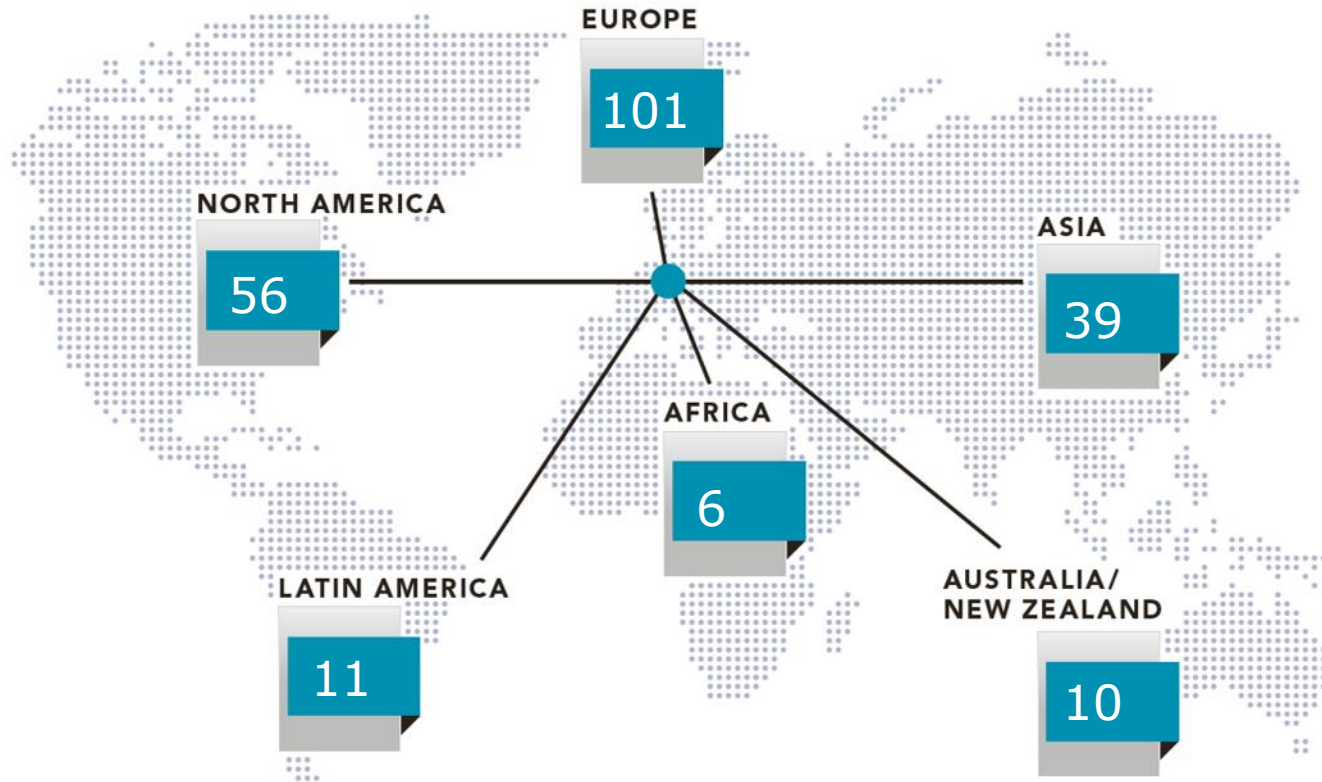 EUROPE
101
NORTH AMERICA
56
ASIA
39
AFRICA
6
LATIN AMERICA
11
AUSTRALIA/
NEW ZEALAND
10